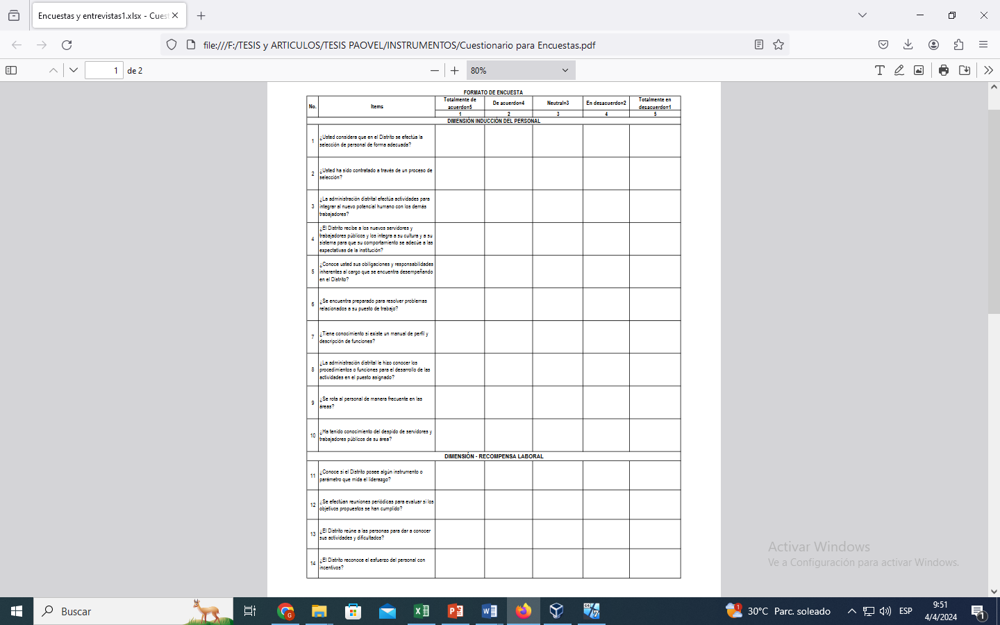 Encuestas y entrevistas1.xlsx - Cues
file:///F:/TESIS y ARTICULOS/TESIS PAOVEL/INSTRUMENTOS/Cuestionario para Encuestas.pdf
1 de 2
80%
FORMATO DE ENCUESTA
No.
Items
Totalmente de
acuerdo=5
De acuerdo=4
Neutral=3
En desacuerdo=2
Totalmente en
desacuerdo=1
1 2 3 4 5
DIMENSIÓN INDUCCIÓN DEL PERSONAL
1
¿Usted considera que en el Distrito se efectúa la
selección de personal de forma adecuada?
2
¿Usted ha sido contratado a través de un proceso de
selección?
3
¿La administración distrital efectúa actividades para
integrar al nuevo potencial humano con los demás
trabajadores?
4
¿El Distrito recibe a los nuevos servidores y
trabajadores públicos y los integra a su cultura y a su
sistema para que su comportamiento se adecúe a las
expectativas de la institución?
5
¿Conoce usted sus obiligaciones y responsabilidades
inherentes al cargo que se encuentra desempeñando
en el Distrito?
6
¿Se encuentra preparado para resolver problemas
relacionados a su puesto de trabajo?
7
¿Tiene conocimiento si existe un manual de perfil y
descripción de funciones?
8
¿La administración distrital le hizo conocer los
procedimientos o funciones para el desarrollo de las
actividades en el puesto asignado?
9
¿Se rota al personal de manera frecuente en las
áreas?
10
¿Ha tenido conocimiento del despido de servidores y
trabajadores públicos de su área?
DIMENSIÓN - RECOMPENSA LABORAL
11
¿Conoce si el Distrito posee algún instrumento o
parámetro que mida el liderazgo?
12
¿Se efectúan reuniones periódicas para evaluar si los
objetivos propuestos se han cumplido?
13
¿El Distrito reúne a las personas para dar a conocer
sus actividades y dificultados?
14
¿El Distrito reconoce el esfuerzo del personal con
incentivos?
Activar Windows
Ve a Configuración para activar Windows.
Buscar
30°C Parc. soleado
ESP
9:51
4/4/2024